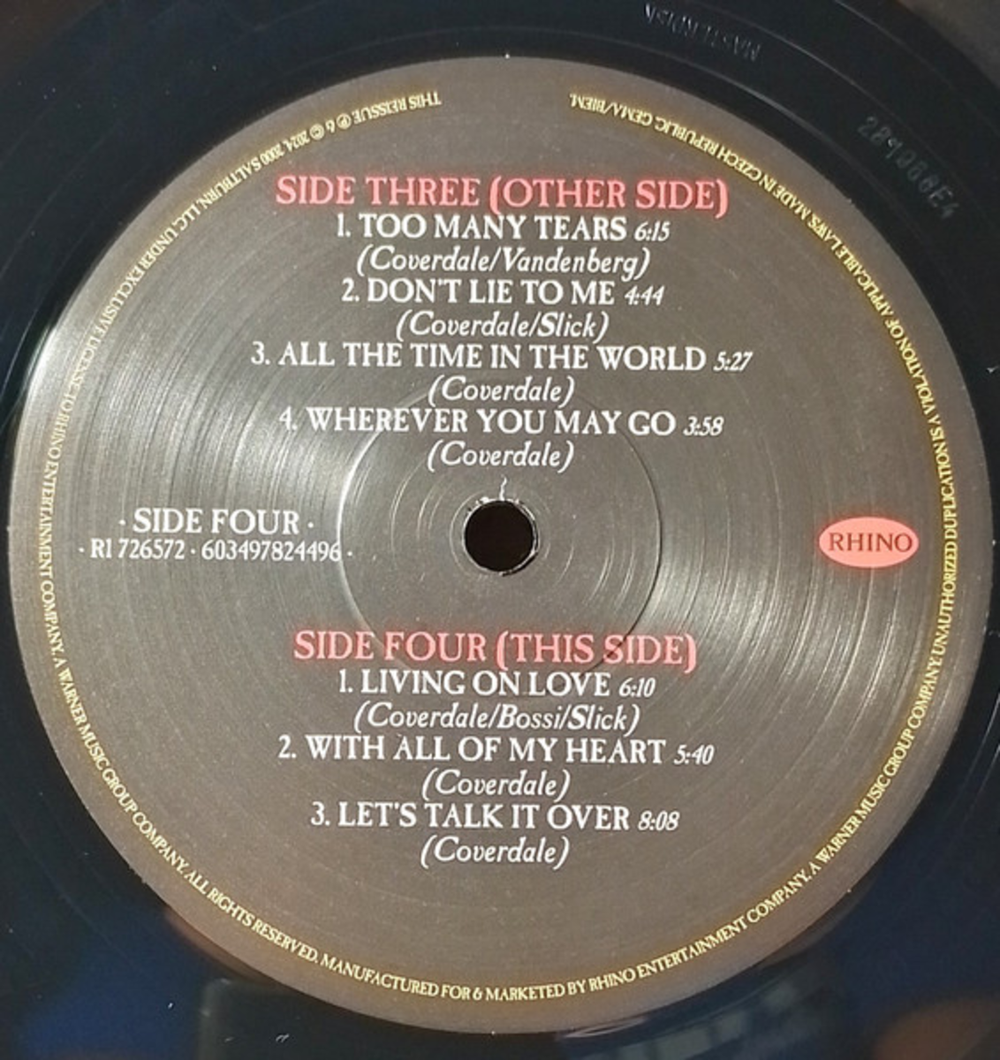 SIDE THREE (OTHER SIDE)
1. TOO MANY TEARS 6:15
(Coverdale/Vandenberg)
2. DON'T LIE TO ME 4:44
(Coverdale/Slick)
3. ALL THE TIME IN THE WORLD 5:27
(Coverdale)
4. WHEREVER YOU MAY GO 3:58
(Coverdale)
· SIDE FOUR ·
· R1 726572 · 603497824496 ·
RHINO
SIDE FOUR (THIS SIDE)
1. LIVING ON LOVE 6:10
(Coverdale/Bossi/Slick)
2. WITH ALL OF MY HEART 5:40
(Coverdale)
3. LET'S TALK IT OVER 8:08
(Coverdale)
THIS REISSUE ℗ & © 2024, 2000 SALTBURN, LLC. UNDER EXCLUSIVE LICENSE TO RHINO ENTERTAINMENT COMPANY, A WARNER MUSIC GROUP COMPANY. ALL RIGHTS RESERVED. MANUFACTURED FOR & MARKETED BY RHINO ENTERTAINMENT COMPANY, A WARNER MUSIC GROUP COMPANY. UNAUTHORIZED DUPLICATION IS A VIOLATION OF APPLICABLE LAWS. MADE IN CZECH REPUBLIC. GEMA/BIEM.